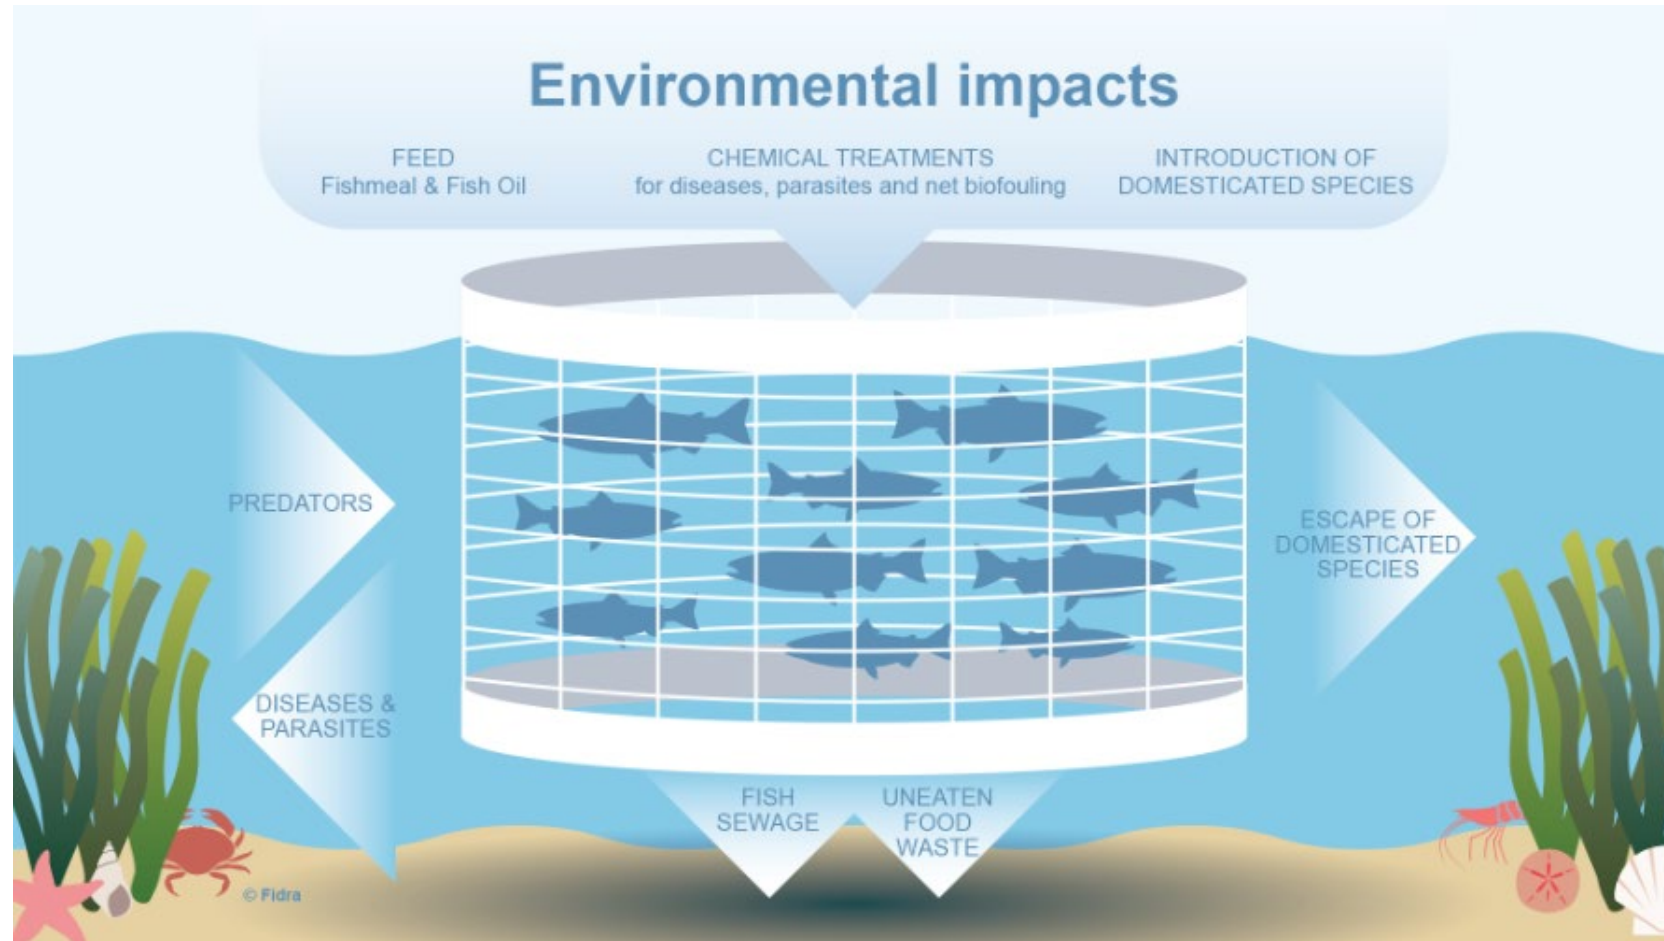 Environmental impacts
FEED
Fishmeal & Fish Oil
CHEMICAL TREATMENTS
for diseases, parasites and net biofouling
INTRODUCTION OF
DOMESTICATED SPECIES
PREDATORS
DISEASES &
PARASITES
ESCAPE OF
DOMESTICATED
SPECIES
FISH
SEWAGE
UNEATEN
FOOD
WASTE
© Fidra